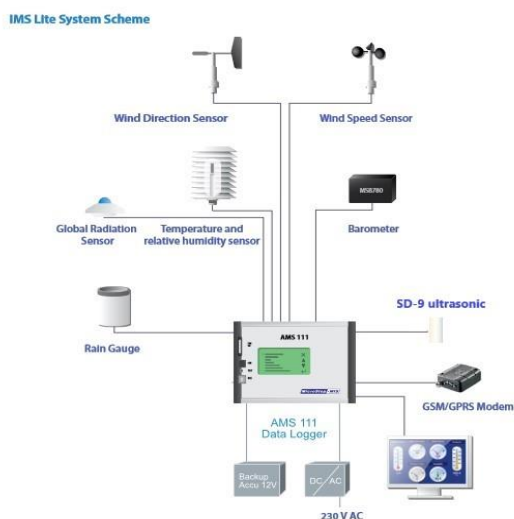 IMS Lite System Scheme
Wind Direction Sensor
Wind Speed Sensor
MSB780
Global Radiation
Sensor
Temperature and
relative humidity sensor
Barometer
SD-9 ultrasonic
Rain Gauge
AMS 111
GSM/GPRS Modem
AMS 111
Data Logger
Backup
Accu 12V
DC AC
230 V AC